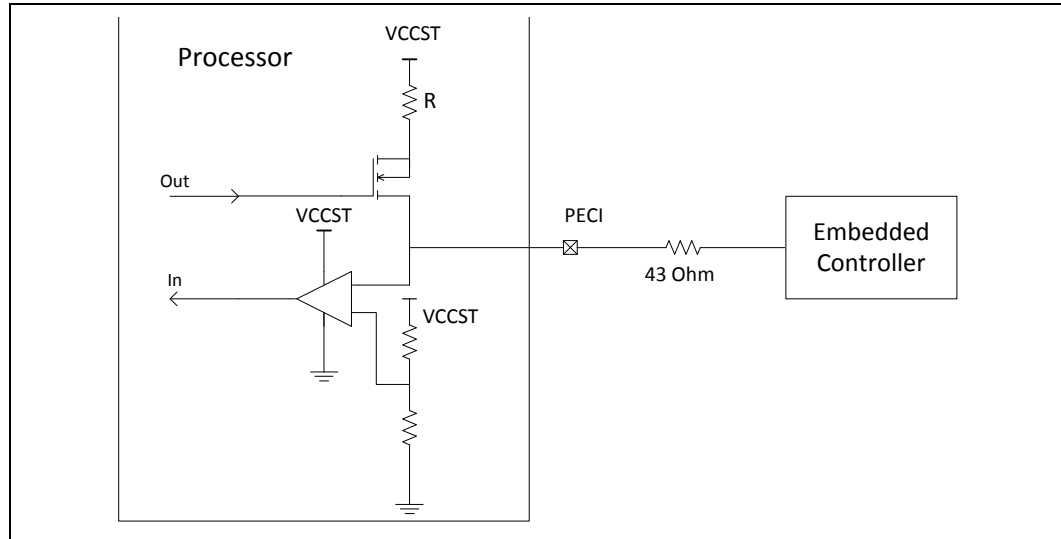 VCCST
Processor
R
Out
VCCST
PECI
Embedded
Controller
43 Ohm
In
VCCST